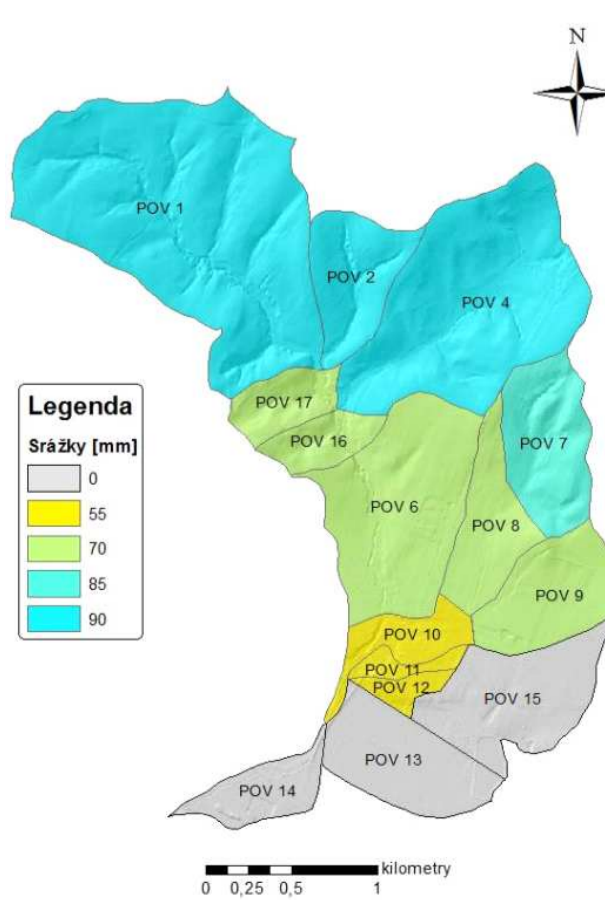 N
POV 1
POV 2
POV 4
POV 17
POV 16
POV 7
POV 6
POV 8
POV 9
POV 10
POV 11
POV 12
POV 15
POV 13
POV 14
Legenda
Srážky [mm]
0
55
70
85
90
kilometry
0 0,25 0,5 1